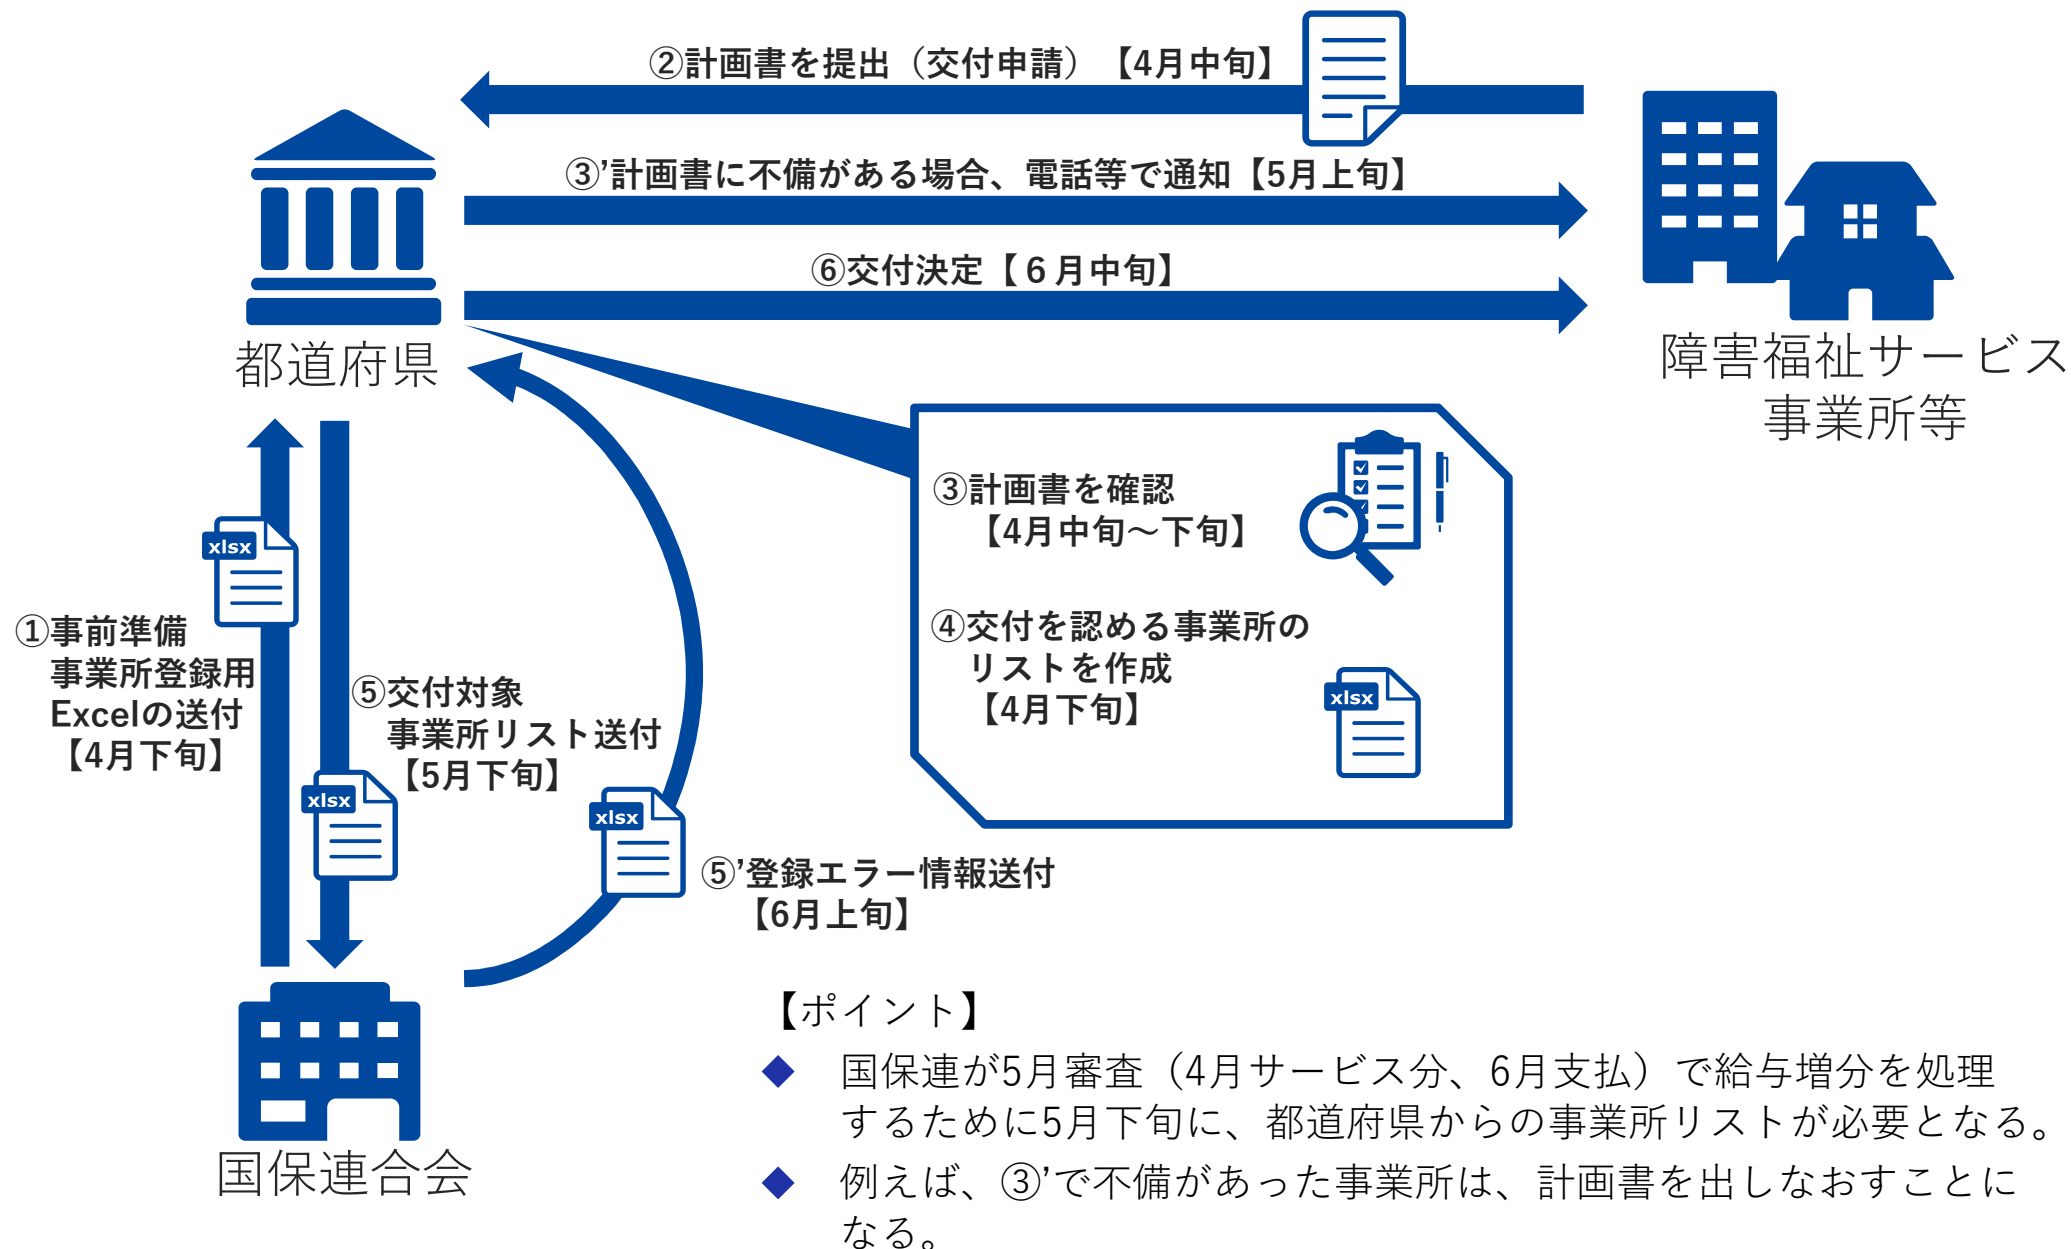 ②計画書を提出（交付申請）【4月中旬】
③’計画書に不備がある場合、電話等で通知【5月上旬】
⑥交付決定【６月中旬】
都道府県
障害福祉サービス
事業所等
③計画書を確認
【4月中旬～下旬】
④交付を認める事業所の
リストを作成
【4月下旬】
xlsx
xlsx
①事前準備
事業所登録用
Excelの送付
【4月下旬】
⑤交付対象
事業所リスト送付
【5月下旬】
xlsx
xlsx
⑤’登録エラー情報送付
【6月上旬】
国保連合会
【ポイント】
◆ 国保連が5月審査（4月サービス分、6月支払）で給与増分を処理
するために5月下旬に、都道府県からの事業所リストが必要となる。
◆ 例えば、③’で不備があった事業所は、計画書を出しなおすことに
なる。